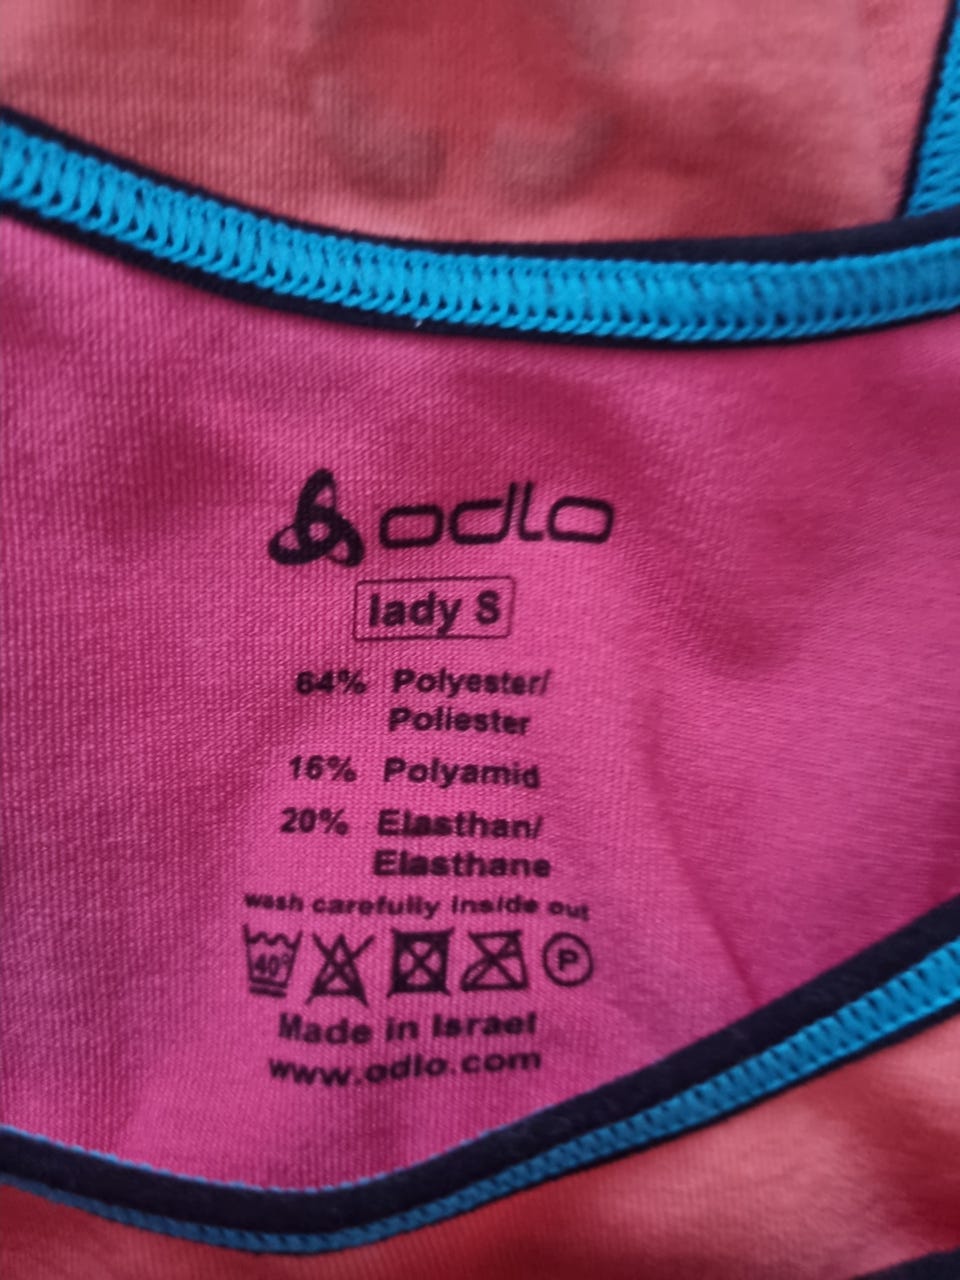 odlo
lady S
64% Polyester/
Poliester
16% Polyamid
20% Elasthan/
Elasthane
wash carefully inside out
40°
P
Made in Israel
www.odlo.com